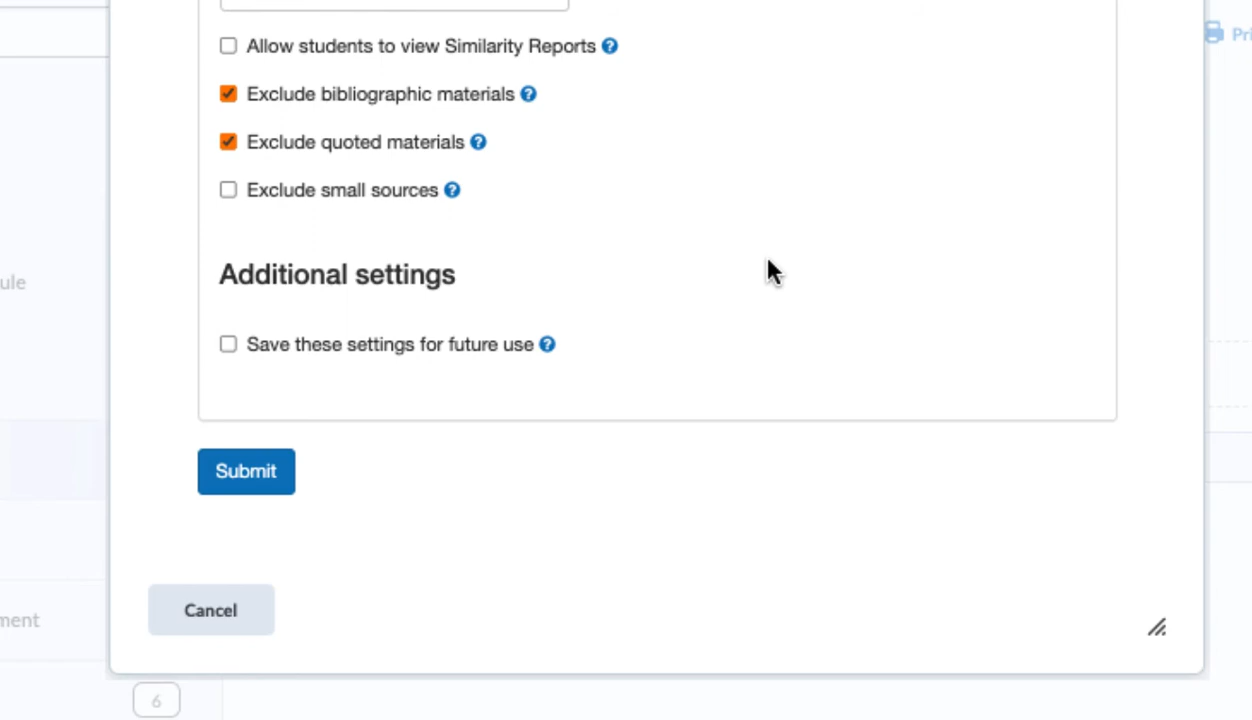 Allow students to view Similarity Reports ?
Pri
Exclude bibliographic materials ?
Exclude quoted materials ?
Exclude small sources ?
Additional settings
ule
Save these settings for future use ?
Submit
Cancel
ment
6